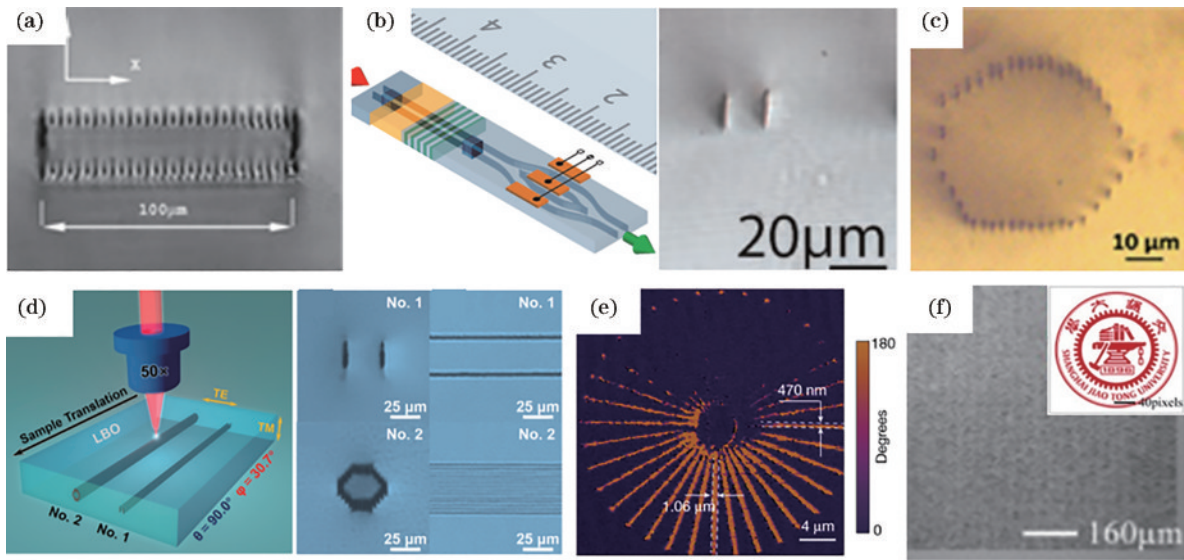 (a)
x
100μm
(b)
4
3
2
20μm
(c)
10 μm
(d)
50×
Sample Translation
LBO
TE
TM
φ = 30.7°
θ = 90.0°
No. 2
No. 1
No. 1
25 μm
No. 1
25 μm
No. 2
25 μm
No. 2
25 μm
(e)
180
Degrees
0
470 nm
1.06 μm
4 μm
(f)
SHANGHAI JIAO TONG UNIVERSITY
1896
40pixels
160μm